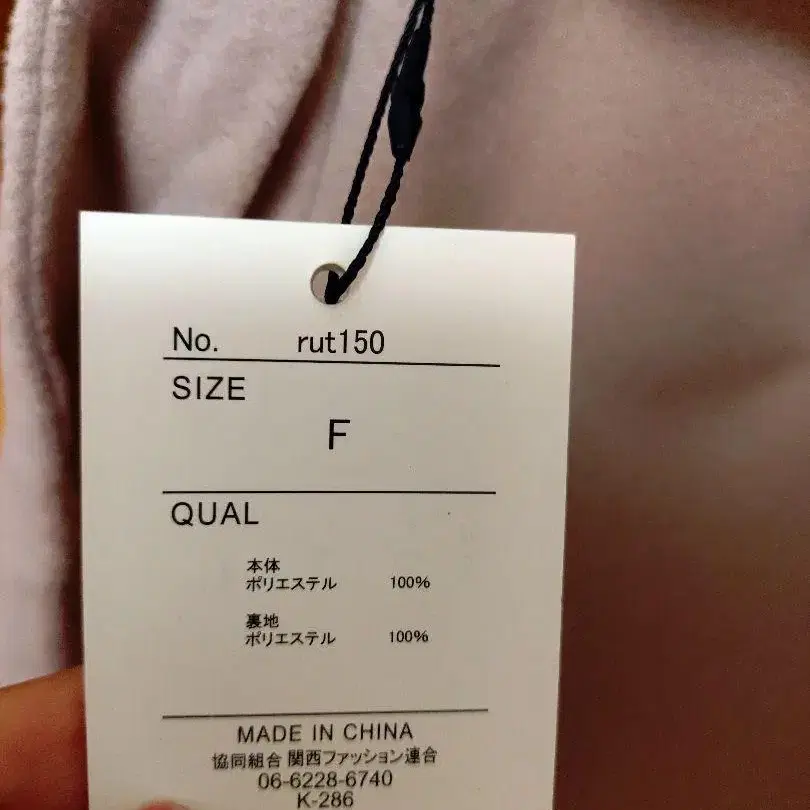 No. rut150
SIZE
F
QUAL
本体
ポリエステル 100%
裏地
ポリエステル 100%
MADE IN CHINA
協同組合 関西ファッション連合
06-6228-6740
K-286